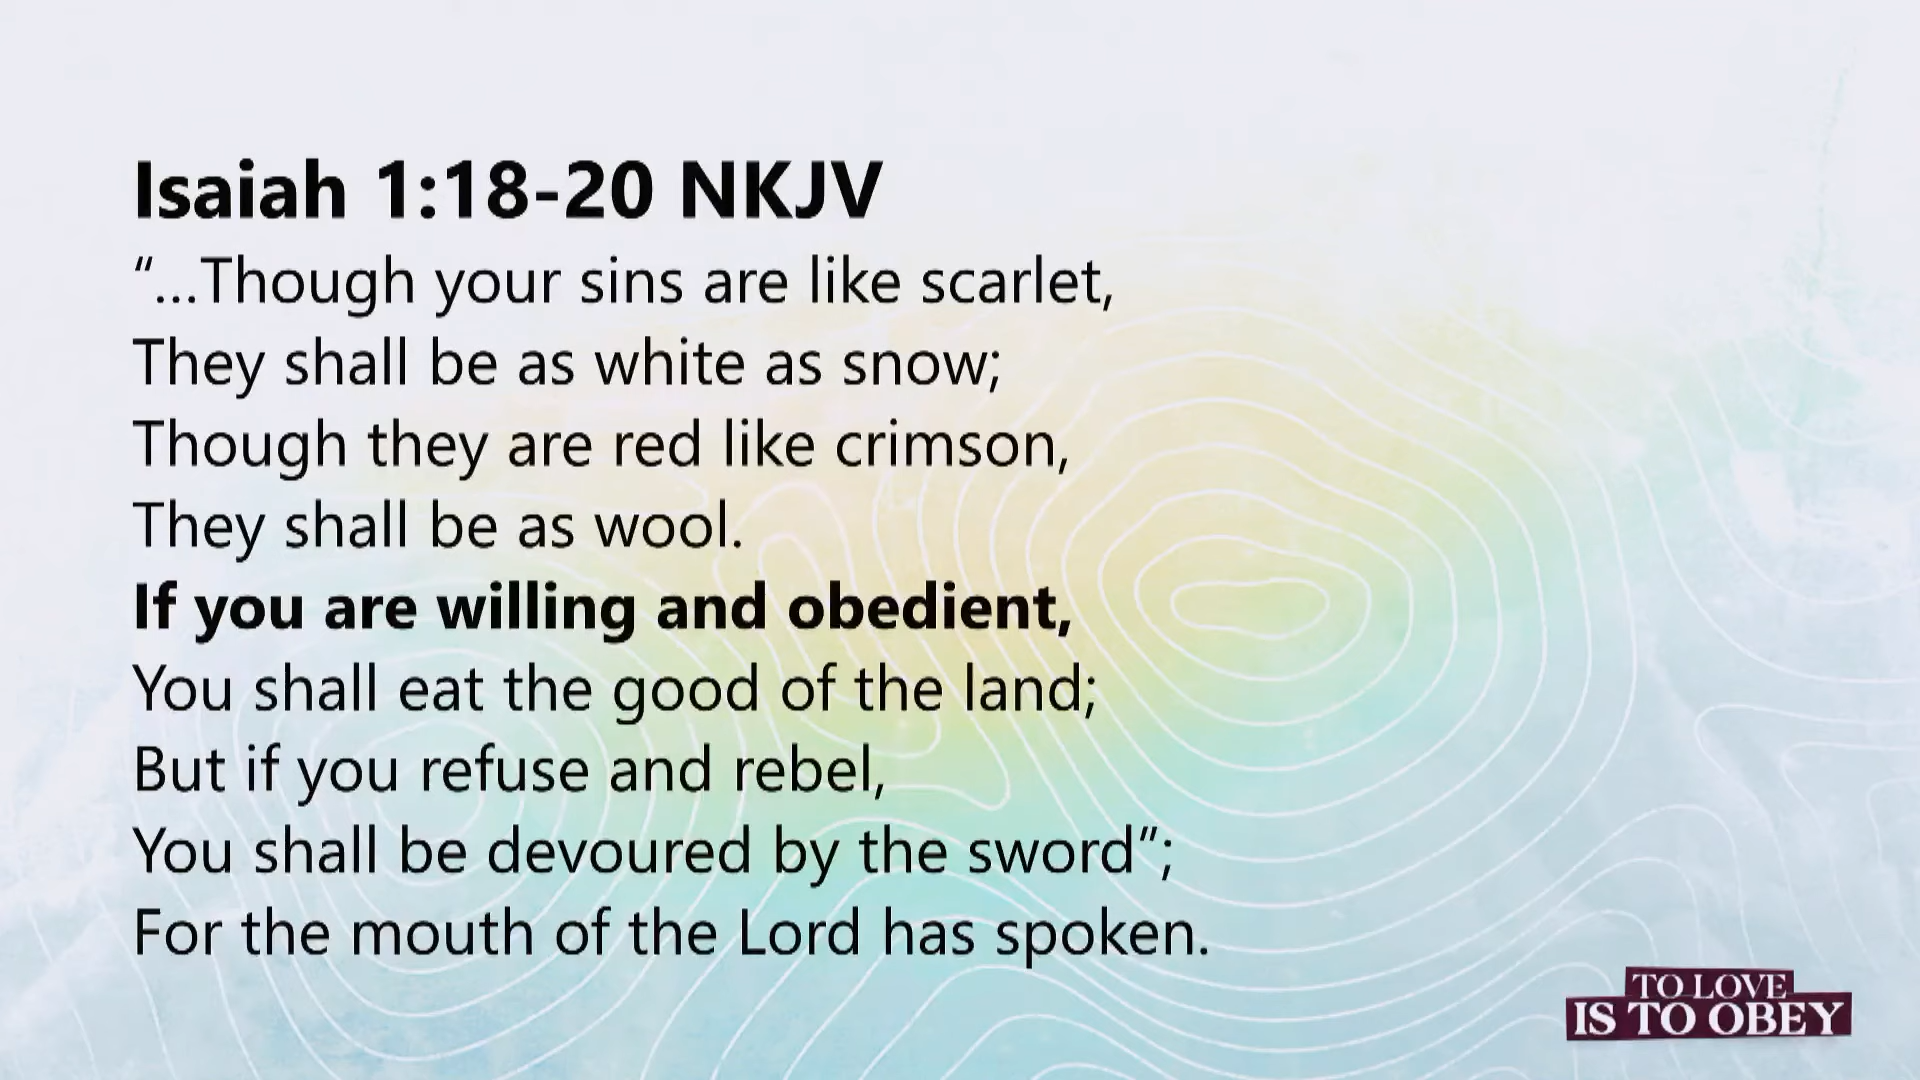 Isaiah 1:18-20 NKJV
“...Though your sins are like scarlet,
They shall be as white as snow;
Though they are red like crimson,
They shall be as wool.
If you are willing and obedient,
You shall eat the good of the land;
But if you refuse and rebel,
You shall be devoured by the sword”;
For the mouth of the Lord has spoken.
TO LOVE
IS TO OBEY